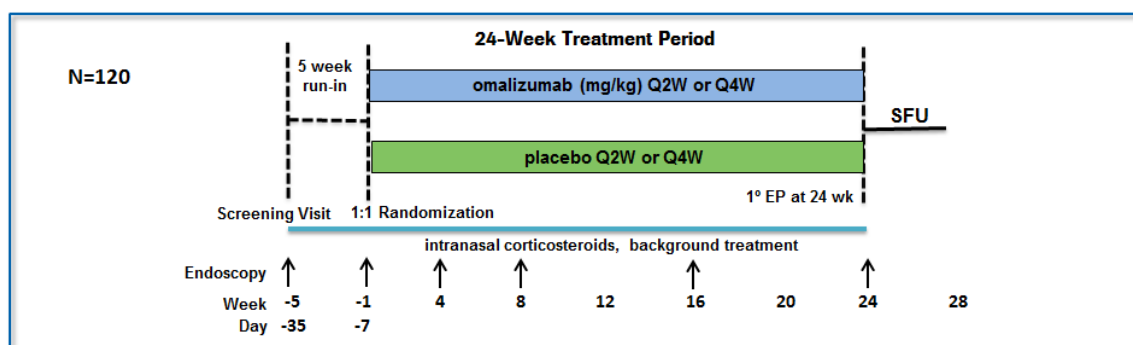 24-Week Treatment Period
N=120
5 week
run-in
omalizumab (mg/kg) Q2W or Q4W
SFU
placebo Q2W or Q4W
1º EP at 24 wk
Screening Visit 1:1 Randomization
intranasal corticosteroids, background treatment
Endoscopy
Week -5 -1 4 8 12 16 20 24 28
Day -35 -7